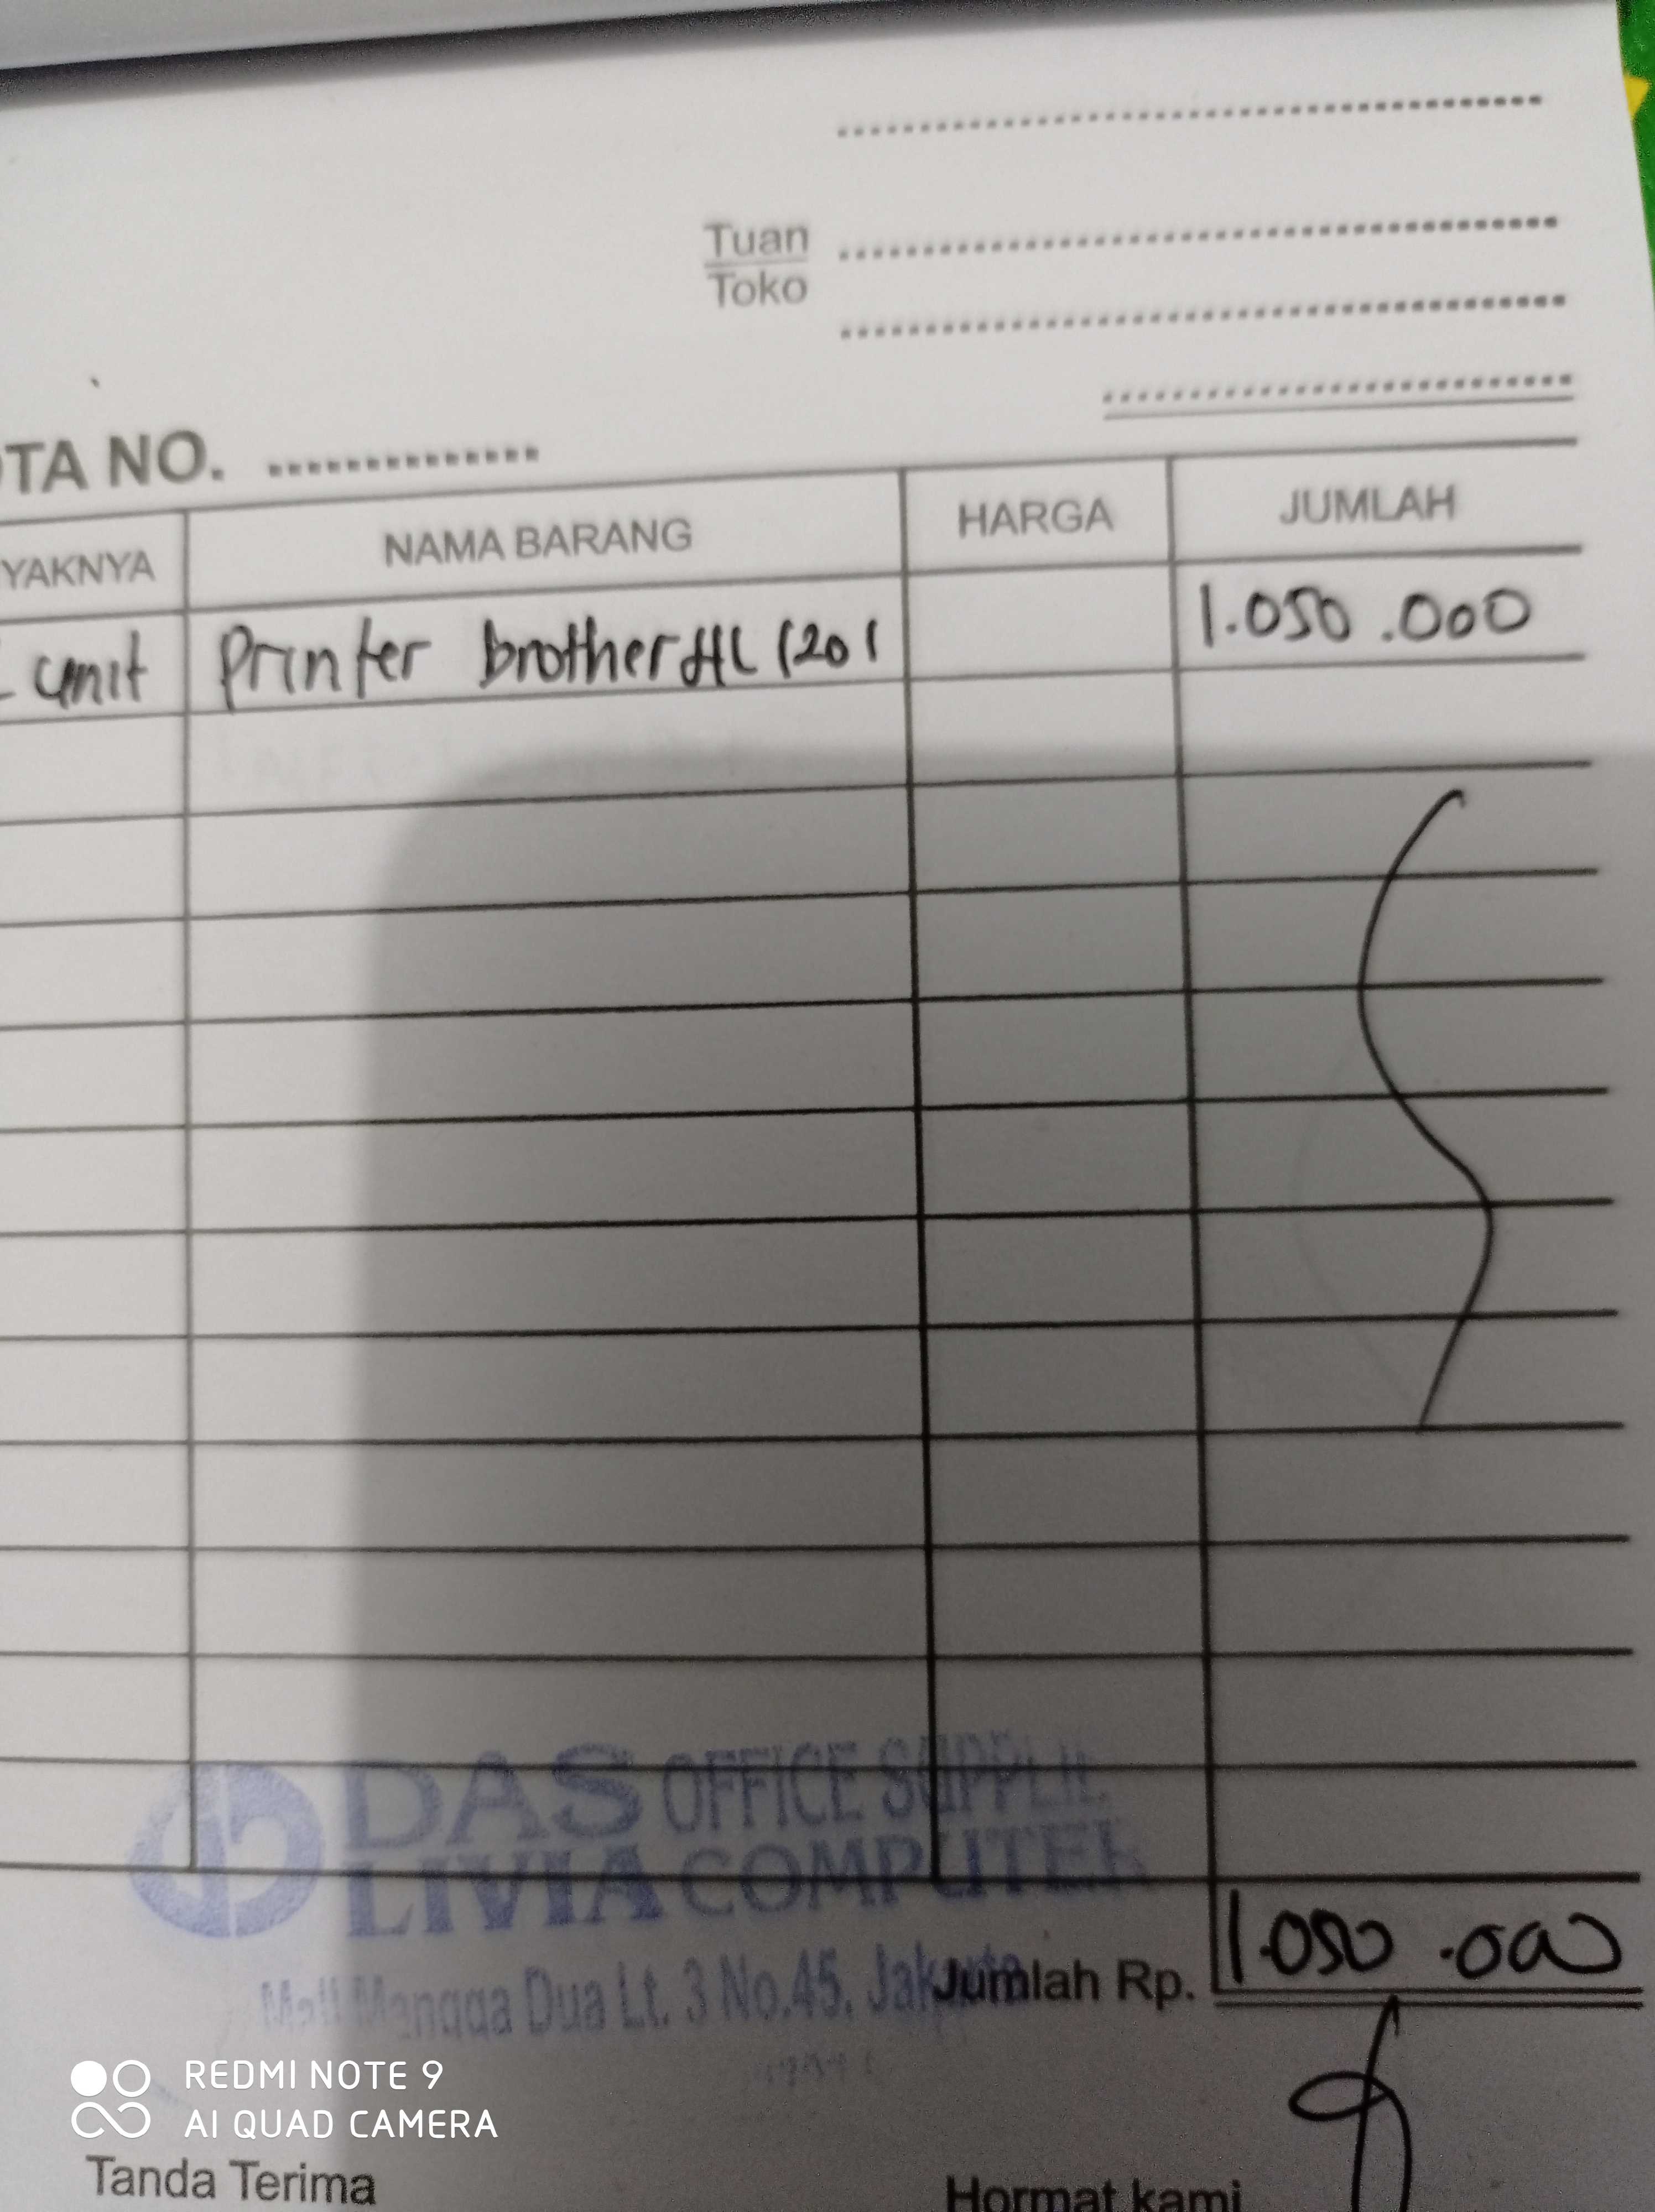 Tuan
Toko
TA NO. ..............
YAKNYA NAMA BARANG HARGA JUMLAH
unit Printer brother HL 1201 1.050.000
DAS OFFICE SUPPLIE
LIVIA COMPUTER
Mall Mangga Dua Lt. 3 No.45. Jakarta
Jumlah Rp. 1.050.000
REDMI NOTE 9
AI QUAD CAMERA
Tanda Terima Hormat kami